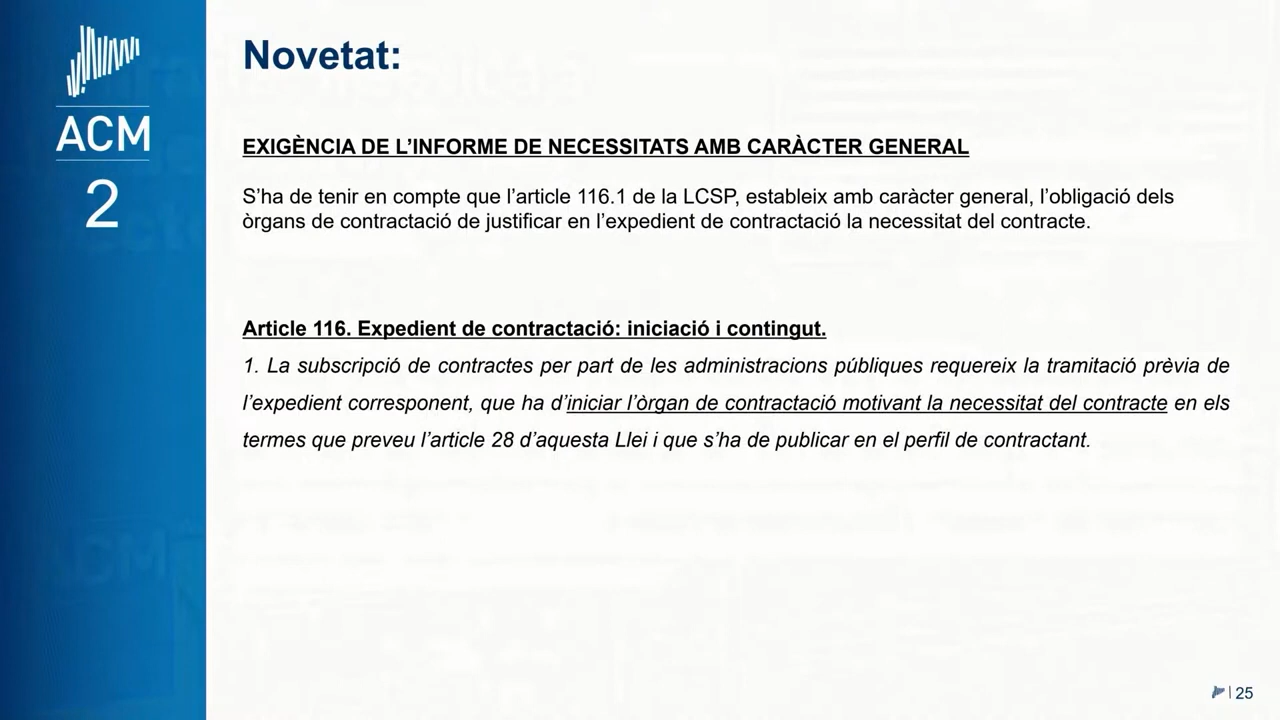 ACM
2
Novetat:
EXIGÈNCIA DE L’INFORME DE NECESSITATS AMB CARÀCTER GENERAL
S’ha de tenir en compte que l’article 116.1 de la LCSP, estableix amb caràcter general, l’obligació dels
òrgans de contractació de justificar en l’expedient de contractació la necessitat del contracte.
Article 116. Expedient de contractació: iniciació i contingut.
1. La subscripció de contractes per part de les administracions públiques requereix la tramitació prèvia de
l’expedient corresponent, que ha d’iniciar l’òrgan de contractació motivant la necessitat del contracte en els
termes que preveu l’article 28 d’aquesta Llei i que s’ha de publicar en el perfil de contractant.
| 25